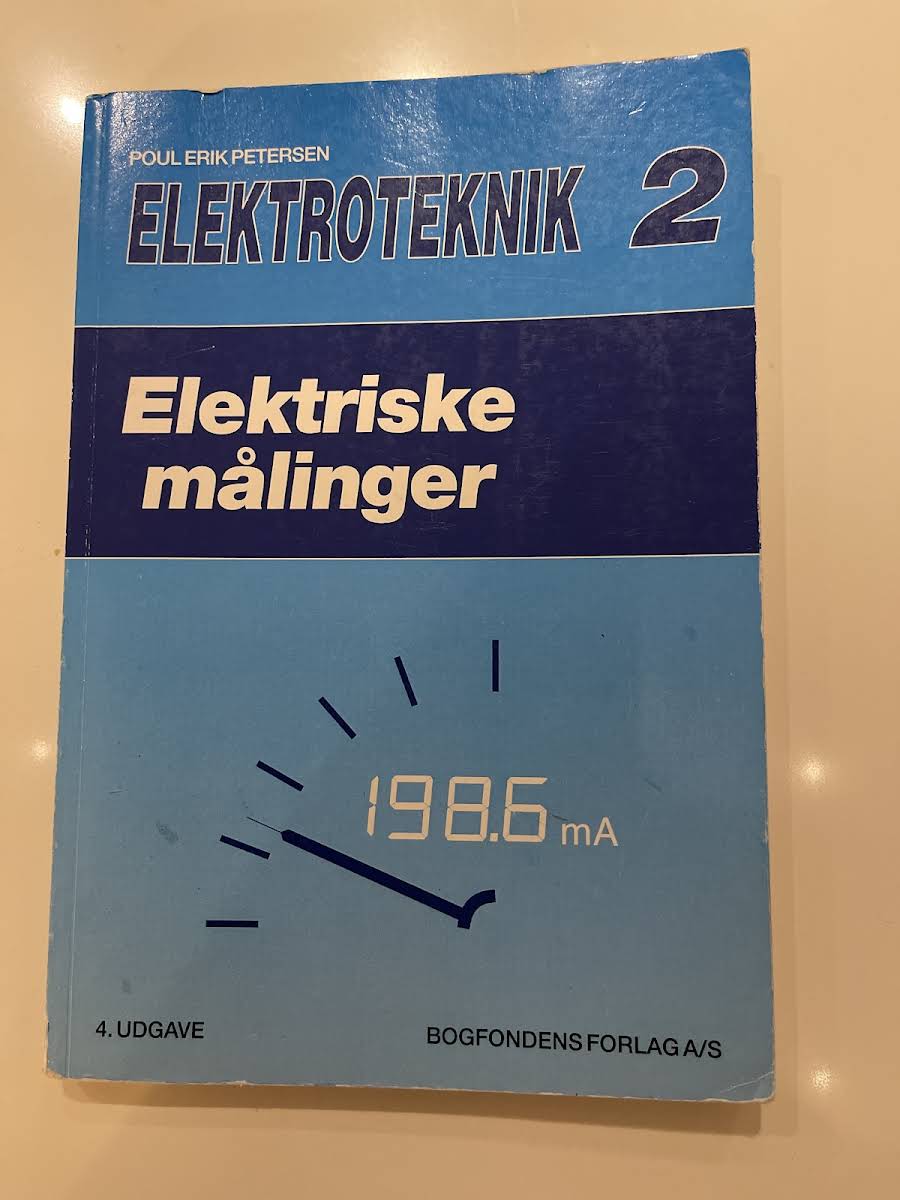 POUL ERIK PETERSEN
ELEKTROTEKNIK 2
Elektriske
målinger
198.6 mA
4. UDGAVE
BOGFONDENS FORLAG A/S